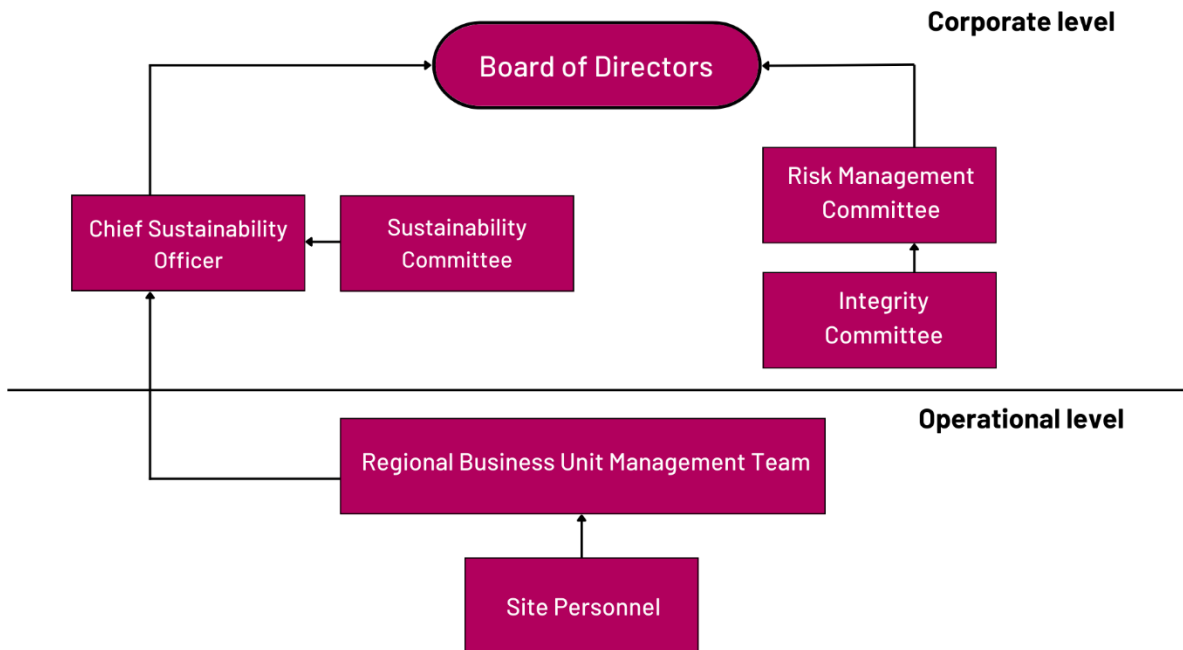 Corporate level
Board of Directors
Risk Management
Committee
Chief Sustainability
Officer
Sustainability
Committee
Integrity
Committee
Operational level
Regional Business Unit Management Team
Site Personnel